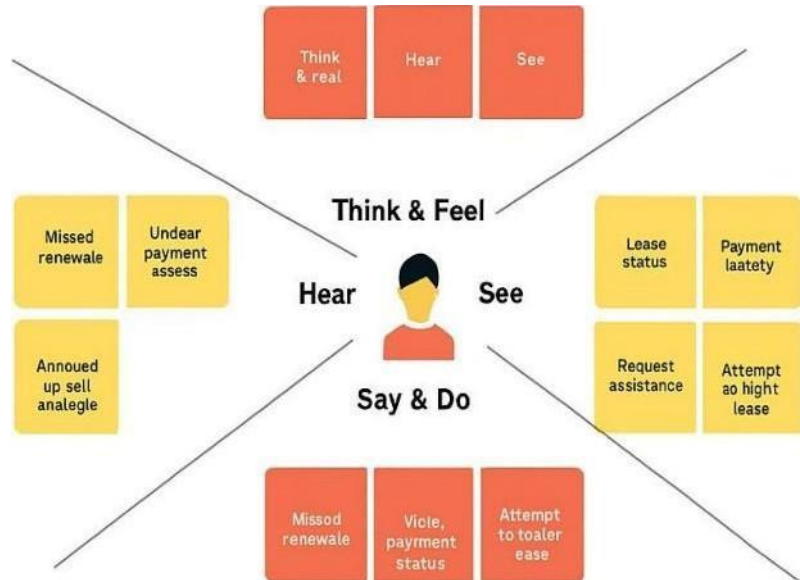 Think
& real
Hear
See
Think & Feel
Missed
renewale
Undear
payment
assess
Lease
status
Payment
laatety
Hear
See
Annoued
up sell
analegle
Request
assistance
Attempt
ao hight
lease
Say & Do
Missod
renewale
Vicle,
payrment
status
Attempt
to toaler
ease